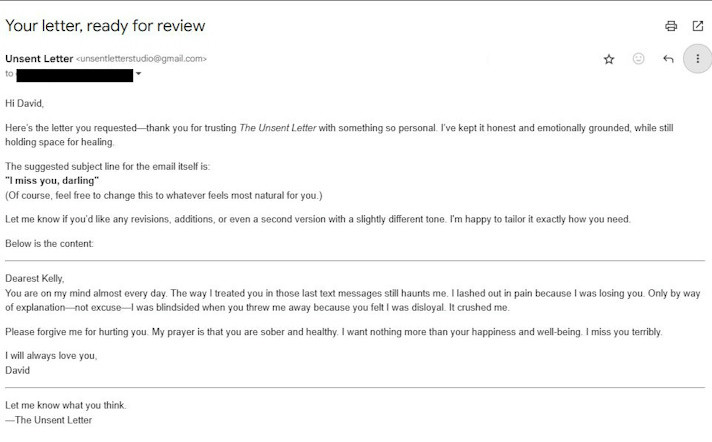 Your letter, ready for review
Unsent Letter <unsentletterstudio@gmail.com>
to
Hi David,
Here's the letter you requested—thank you for trusting The Unsent Letter with something so personal. I've kept it honest and emotionally grounded, while still
holding space for healing.
The suggested subject line for the email itself is:
"I miss you, darling"
(Of course, feel free to change this to whatever feels most natural for you.)
Let me know if you'd like any revisions, additions, or even a second version with a slightly different tone. I'm happy to tailor it exactly how you need.
Below is the content:
Dearest Kelly,
You are on my mind almost every day. The way I treated you in those last text messages still haunts me. I lashed out in pain because I was losing you. Only by way
of explanation—not excuse—I was blindsided when you threw me away because you felt I was disloyal. It crushed me.
Please forgive me for hurting you. My prayer is that you are sober and healthy. I want nothing more than your happiness and well-being. I miss you terribly.
I will always love you,
David
Let me know what you think.
—The Unsent Letter